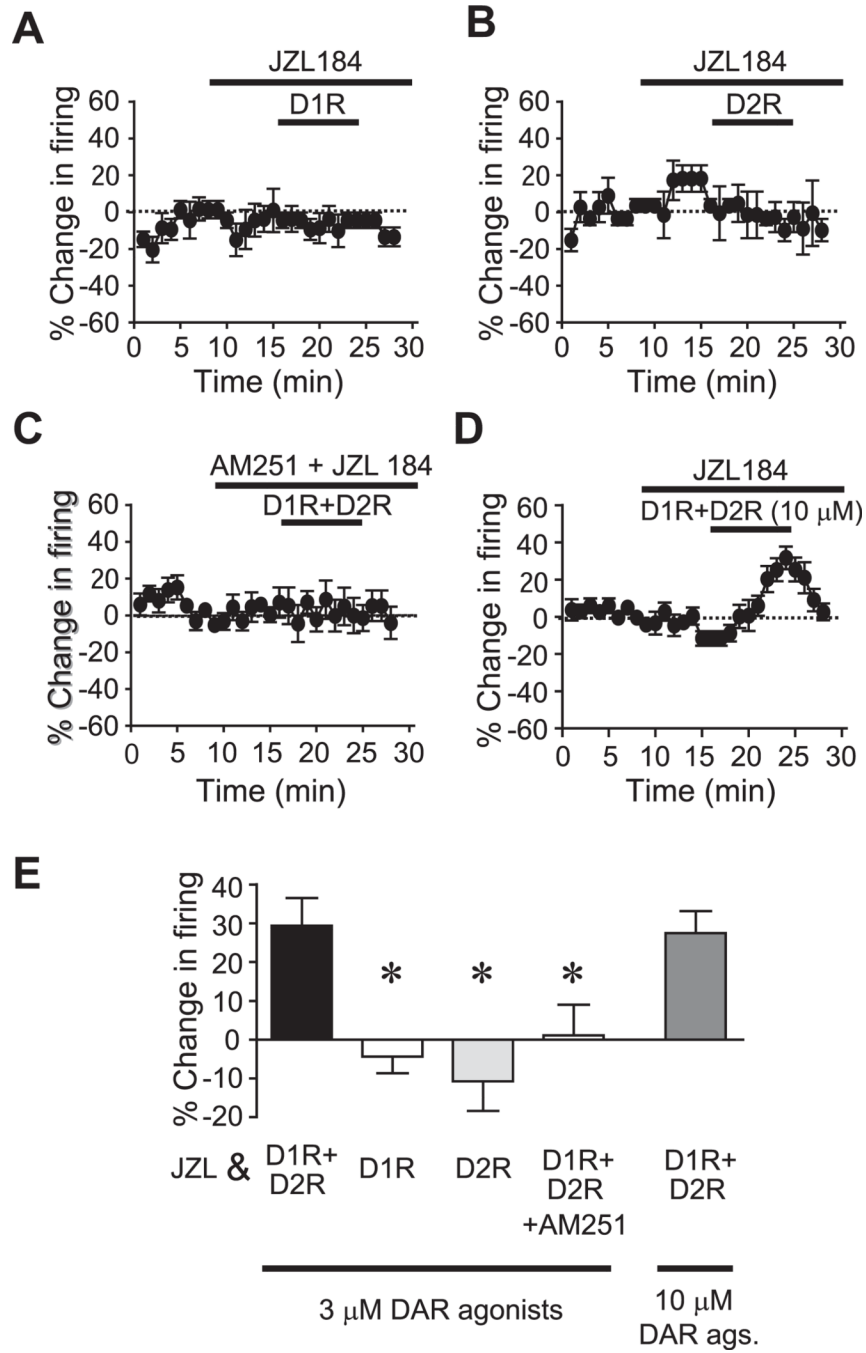 A
JZL184
D1R
% Change in firing
60
40
20
0
-20
-40
-60
0 5 10 15 20 25 30
Time (min)
B
JZL184
D2R
% Change in firing
60
40
20
0
-20
-40
-60
0 5 10 15 20 25 30
Time (min)
C
AM251 + JZL 184
D1R+D2R
% Change in firing
60
40
20
0
-20
-40
-60
0 5 10 15 20 25 30
Time (min)
D
JZL184
D1R+D2R (10 μM)
% Change in firing
60
40
20
0
-20
-40
-60
0 5 10 15 20 25 30
Time (min)
E
% Change in firing
40
30
20
10
0
-10
-20
* * *
JZL & D1R+ D1R D2R D1R+ D1R+
D2R D2R D2R
+AM251
3 μM DAR agonists 10 μM
DAR ags.